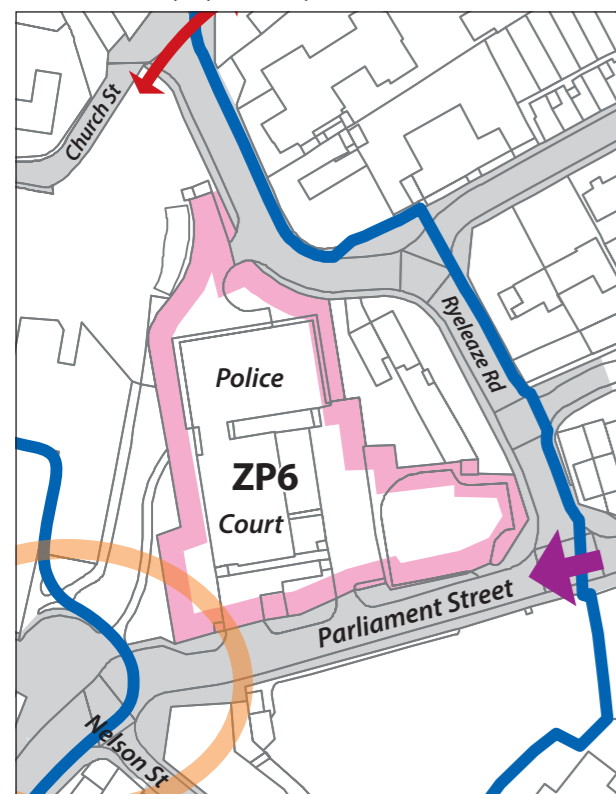 Church St
Ryeleaze Rd
Police
ZP6
Court
Parliament Street
Nelson St